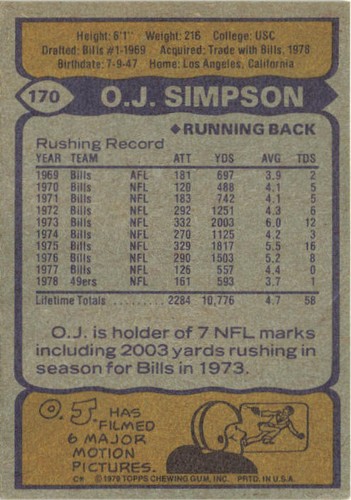 Height: 6'1" Weight: 216 College: USC
Drafted: Bills #1-1969 Acquired: Trade with Bills, 1978
Birthdate: 7-9-47 Home: Los Angeles, California
170 O.J. SIMPSON
◆RUNNING BACK
Rushing Record
YEAR TEAM ATT YDS AVG TDS
1969 Bills AFL 181 697 3.9 2
1970 Bills NFL 120 488 4.1 5
1971 Bills NFL 183 742 4.1 5
1972 Bills NFL 292 1251 4.3 6
1973 Bills NFL 332 2003 6.0 12
1974 Bills NFL 270 1125 4.2 3
1975 Bills NFL 329 1817 5.5 16
1976 Bills NFL 290 1503 5.2 8
1977 Bills NFL 126 557 4.4 0
1978 49ers NFL 161 593 3.7 1
Lifetime Totals .......... 2284 10,776 4.7 58
O.J. is holder of 7 NFL marks
including 2003 yards rushing in
season for Bills in 1973.
O.J. HAS
"FILMED
6 MAJOR
MOTION
PICTURES.
C# © 1979 TOPPS CHEWING GUM, INC. PRTD. IN U.S.A.